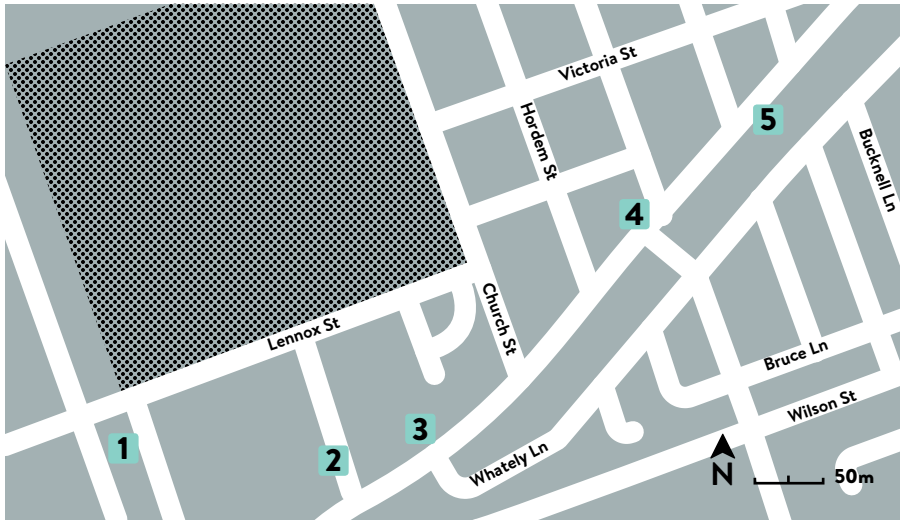 Victoria St
Hordem St
5
Bucknell Ln
4
Church St
Lennox St
Bruce Ln
Wilson St
3
1
2
Whately Ln
N
50m